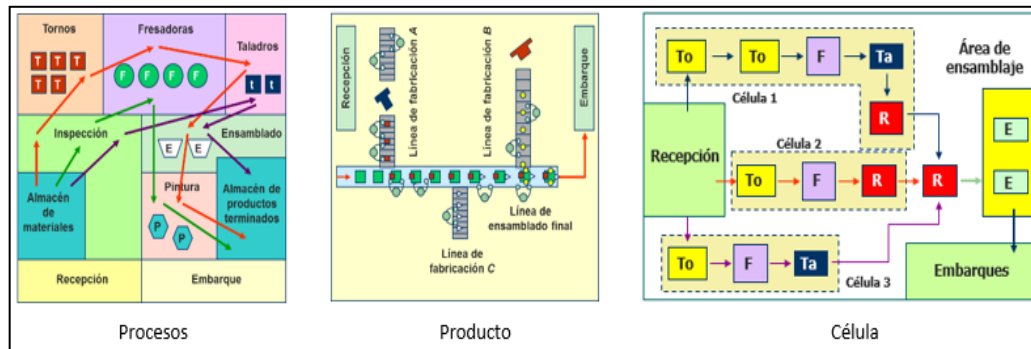 Tornos
Fresadoras
Taladros
T T T
T T
F F F F
t t
Inspección
Ensamblado
E E
Almacén
de
materiales
Pintura
Almacén de
productos
terminados
P
P
Recepción
Embarque
Procesos
Recepción
Línea de fabricación A
Línea de fabricación B
Embarque
Línea de
ensamblado final
Línea de
fabricación C
Producto
To
To
F
Ta
Área de
ensamblaje
Célula 1
R
E
Célula 2
Recepción
To
F
R
R
E
To
F
Ta
Célula 3
Embarques
Célula